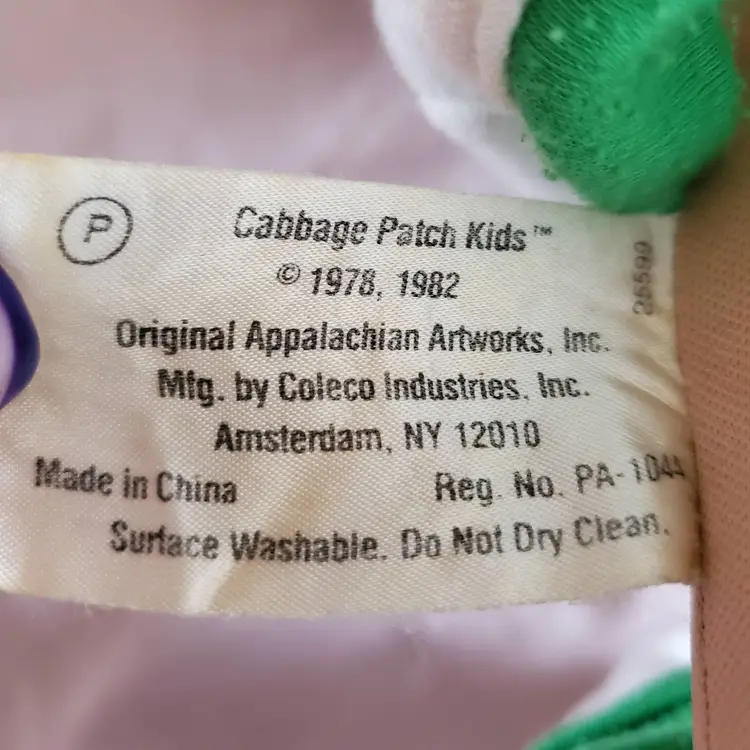 P
Cabbage Patch Kids™
© 1978, 1982
Original Appalachian Artworks, Inc.
Mfg. by Coleco Industries, Inc.
Amsterdam, NY 12010
Made in China Reg. No. PA-1044
Surface Washable. Do Not Dry Clean.